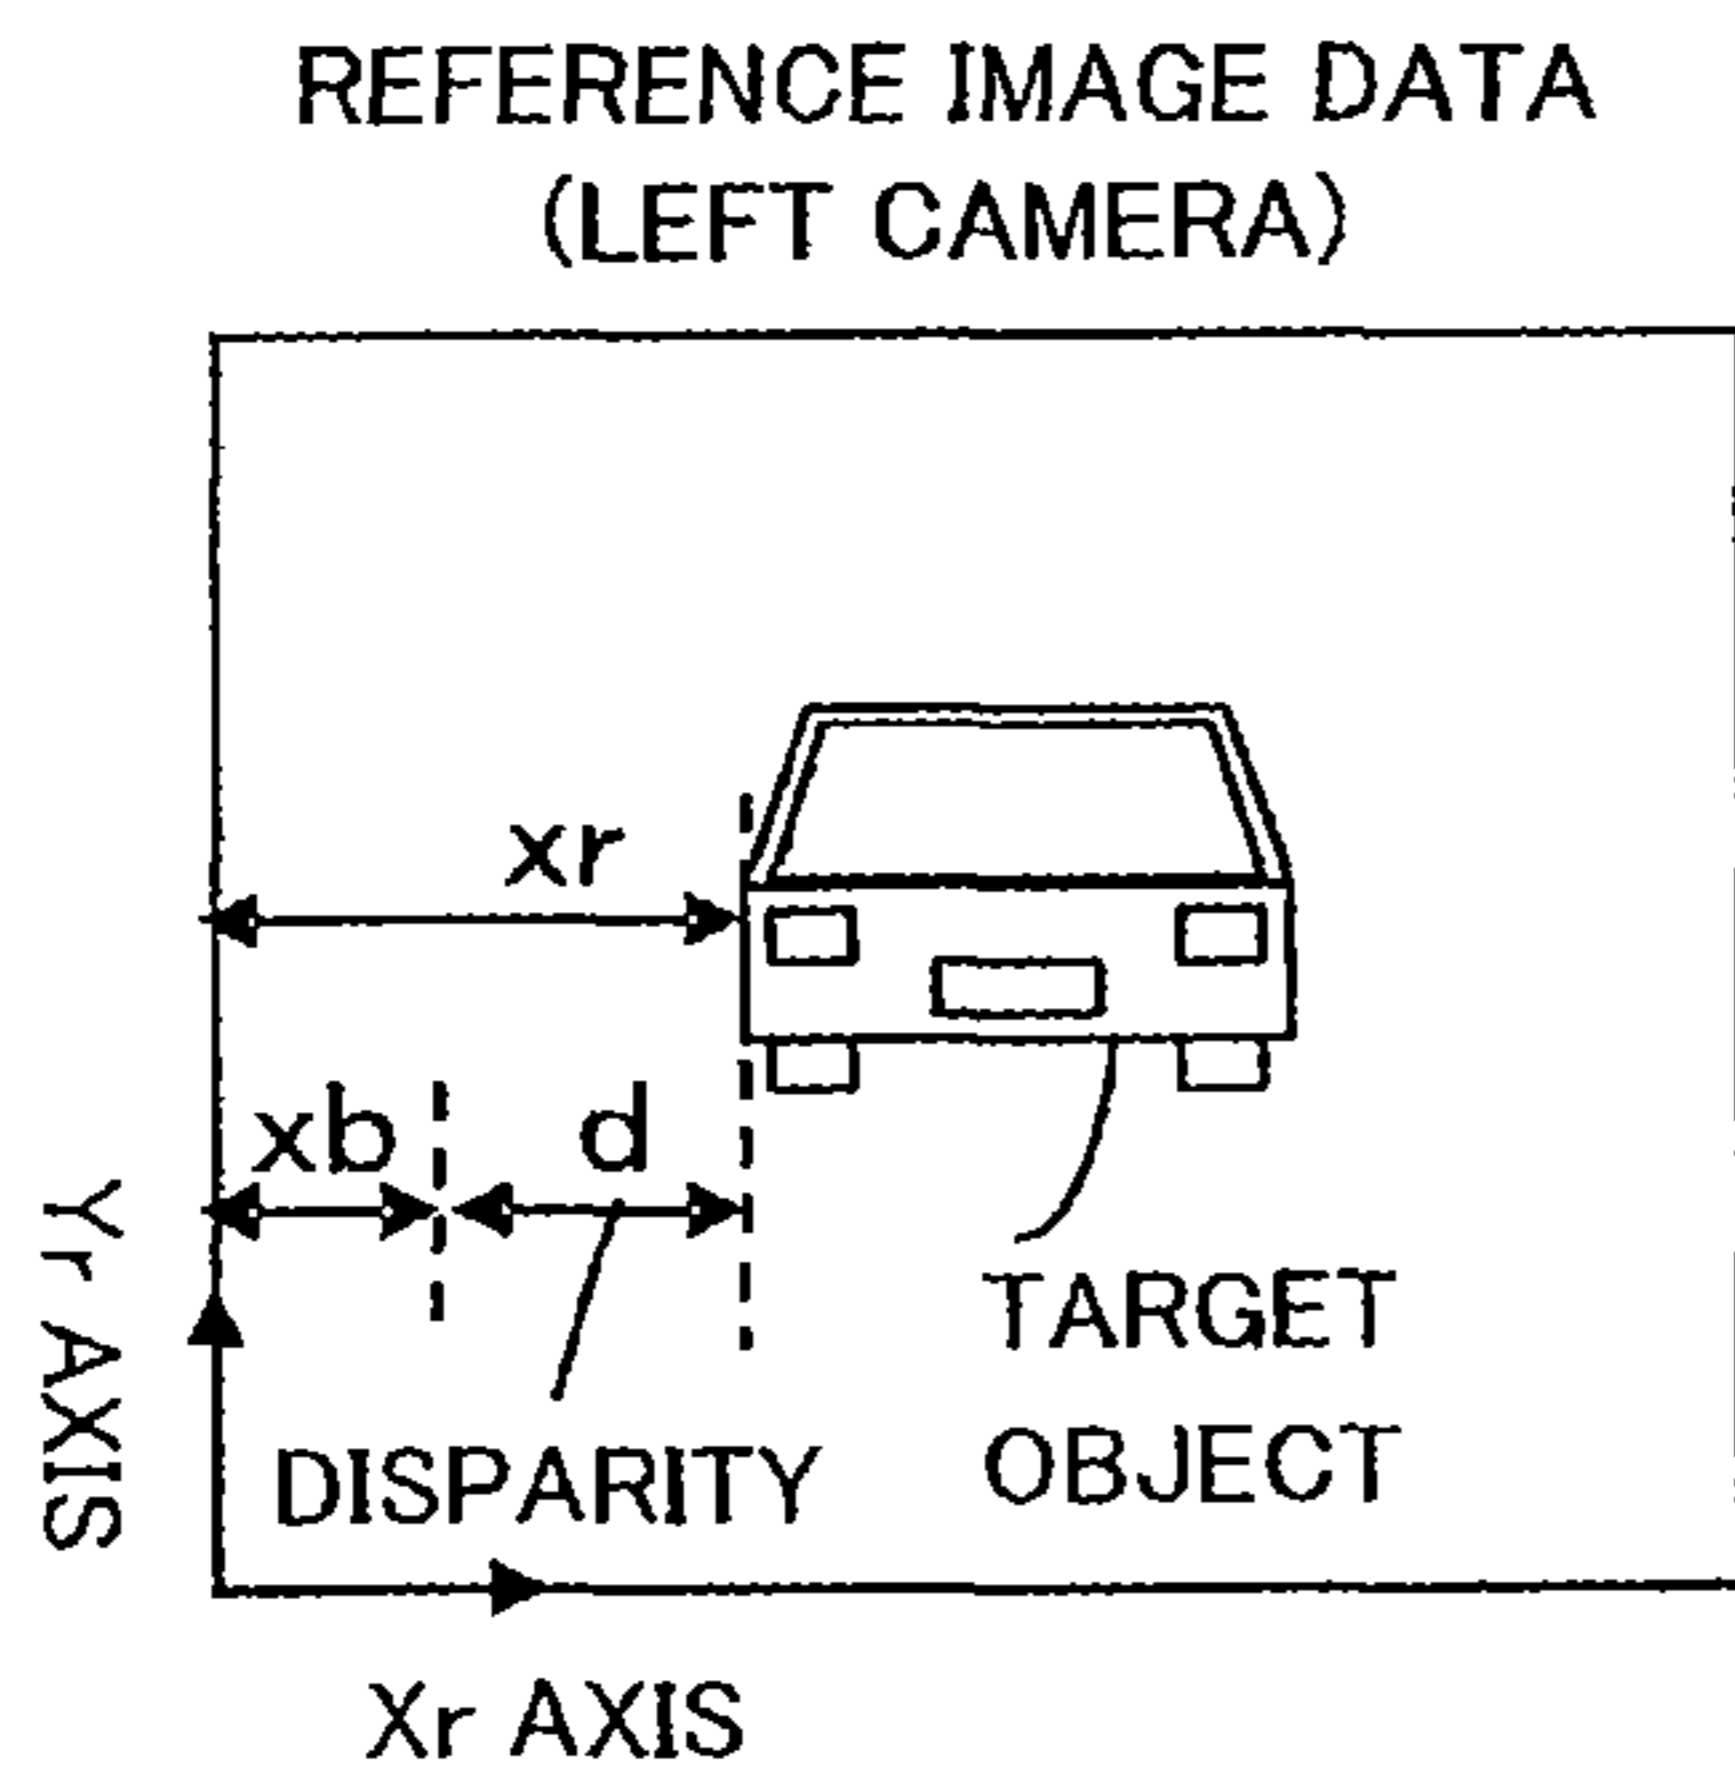 REFERENCE IMAGE DATA
(LEFT CAMERA)
xr
xb
d
Yr AXIS
DISPARITY
TARGET
OBJECT
Xr AXIS